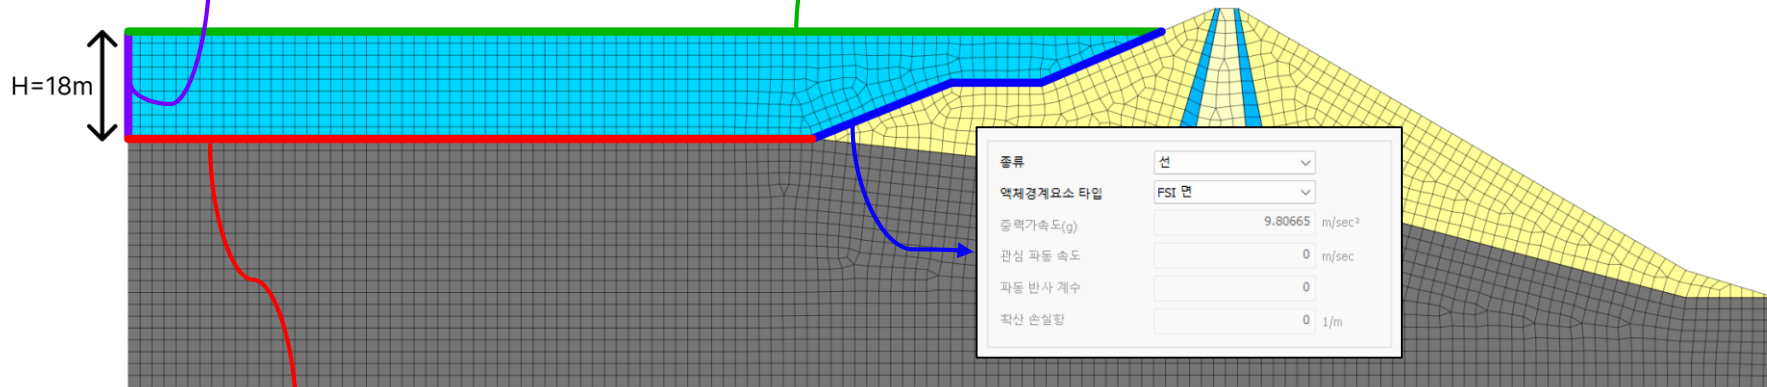 H=18m
종류 선
액체경계요소 타입 FSI 면
중력가속도(g) 9.80665 m/sec²
관심 파동 속도 0 m/sec
파동 반사 계수 0
확산 손실항 0 1/m